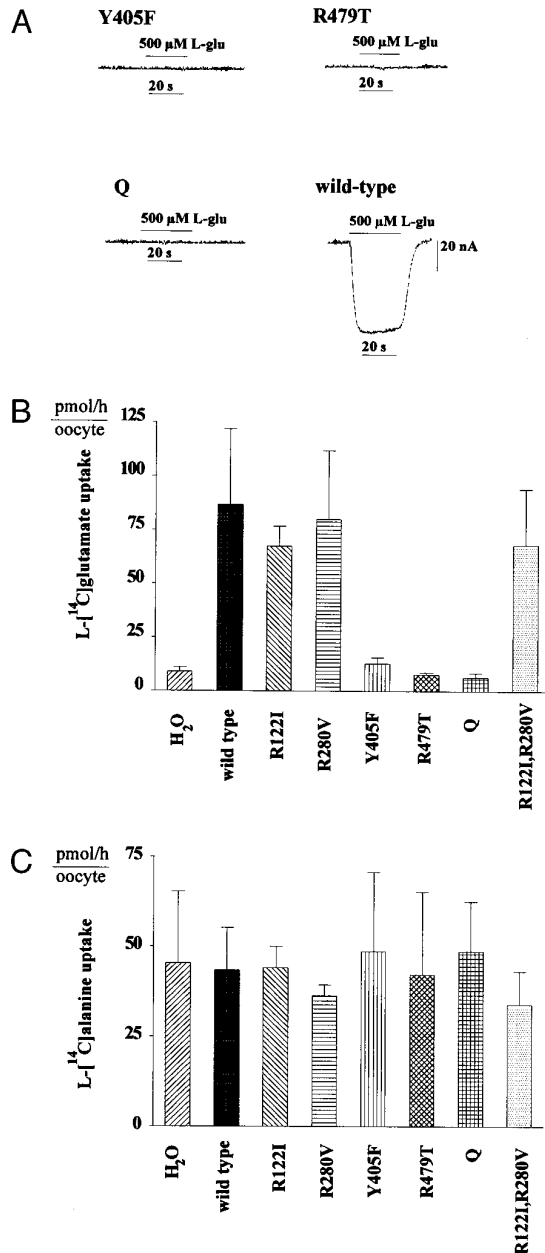 A
Y405F
R479T
500 µM L-glu
500 µM L-glu
20 s
20 s
Q
wild-type
500 µM L-glu
500 µM L-glu
20 s
20 nA
20 s
B
pmol/h
oocyte
L-[14C]glutamate uptake
125
100
75
50
25
0
H2O
wild type
R122I
R280V
Y405F
R479T
Q
R122I,R280V
C
pmol/h
oocyte
L-[14C]alanine uptake
75
50
25
0
H2O
wild type
R122I
R280V
Y405F
R479T
Q
R122I,R280V